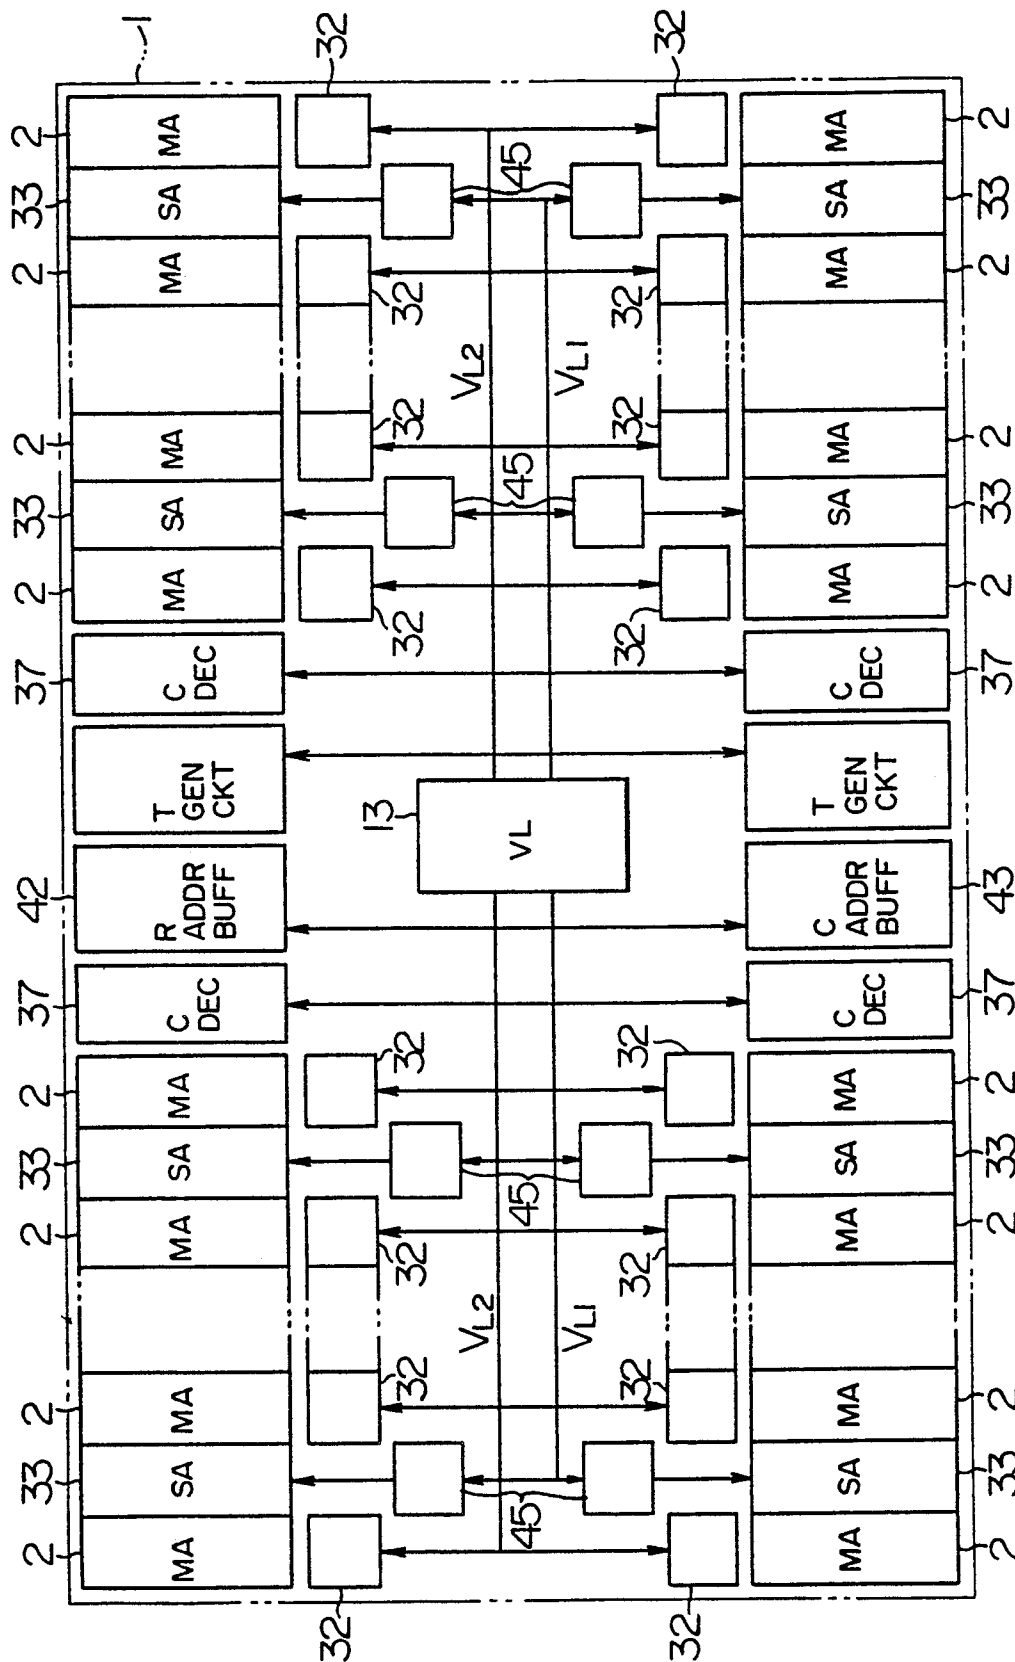 2 33 2 2 33 2 37 42 37 2 33 2 2 33 2 1
MA SA MA MA SA MA
C DEC
R ADDR BUFF
T GEN CKT
C DEC
MA SA MA MA SA MA
32 32 32 32 32 32 32 32
13
VL2 VL2
VL
45 45 45 45
VL1 VL1
32 32 32 32 32 32 32 32
MA SA MA MA SA MA
C DEC
C ADDR BUFF
T GEN CKT
C DEC
MA SA MA MA SA MA
2 33 2 2 33 2 37 43 37 2 33 2 2 33 2